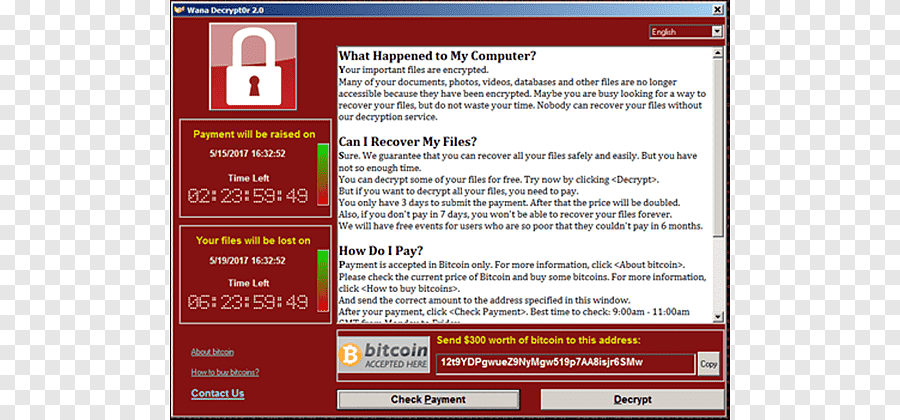 Wana Decrypt0r 2.0
English
What Happened to My Computer?
Your important files are encrypted.
Many of your documents, photos, videos, databases and other files are no longer
accessible because they have been encrypted. Maybe you are busy looking for a way to
recover your files, but do not waste your time. Nobody can recover your files without
our decryption service.
Can I Recover My Files?
Sure. We guarantee that you can recover all your files safely and easily. But you have
not so enough time.
You can decrypt some of your files for free. Try now by clicking <Decrypt>.
But if you want to decrypt all your files, you need to pay.
You only have 3 days to submit the payment. After that the price will be doubled.
Also, if you don't pay in 7 days, you won't be able to recover your files forever.
We will have free events for users who are so poor that they couldn't pay in 6 months.
How Do I Pay?
Payment is accepted in Bitcoin only. For more information, click <About bitcoin>.
Please check the current price of Bitcoin and buy some bitcoins. For more information,
click <How to buy bitcoins>.
And send the correct amount to the address specified in this window.
After your payment, click <Check Payment>. Best time to check: 9:00am - 11:00am
GMT from Monday to Friday.
Payment will be raised on
5/15/2017 16:32:52
Time Left
02:23:59:49
Your files will be lost on
5/19/2017 16:32:52
Time Left
06:23:59:49
About bitcoin
How to buy bitcoins?
Contact Us
bitcoin
ACCEPTED HERE
Send $300 worth of bitcoin to this address:
12t9YDPgwueZ9NyMgw519p7AA8isjr6SMw
Copy
Check Payment
Decrypt